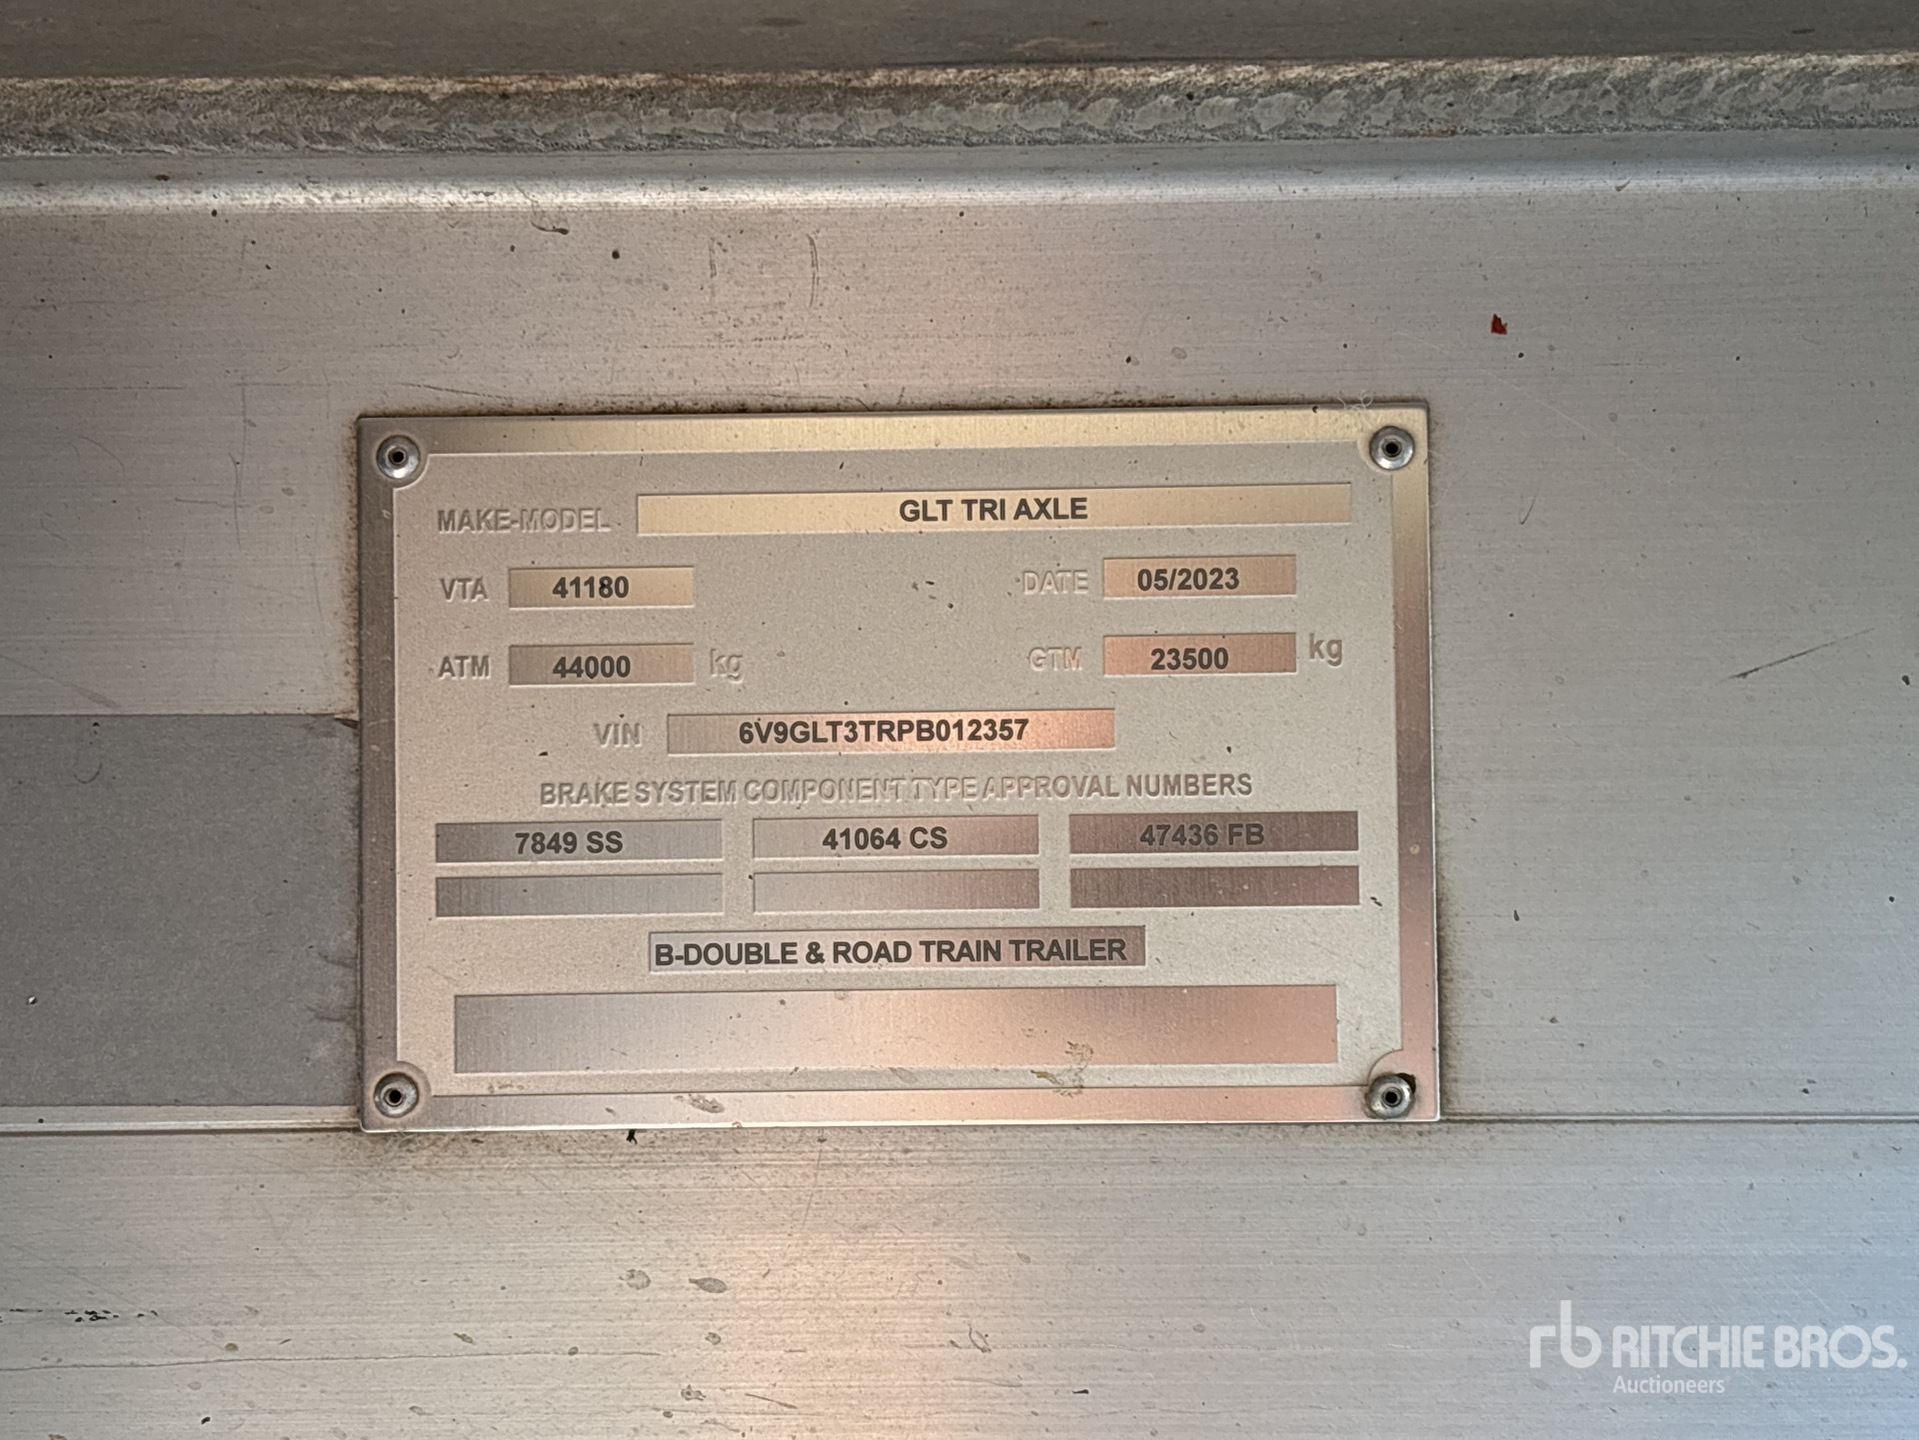 MAKE-MODEL GLT TRI AXLE
VTA 41180 DATE 05/2023
ATM 44000 kg GTM 23500 kg
VIN 6V9GLT3TRPB012357
BRAKE SYSTEM COMPONENT TYPE APPROVAL NUMBERS
7849 SS 41064 CS 47436 FB
B-DOUBLE & ROAD TRAIN TRAILER
rb RITCHIE BROS.
Auctioneers